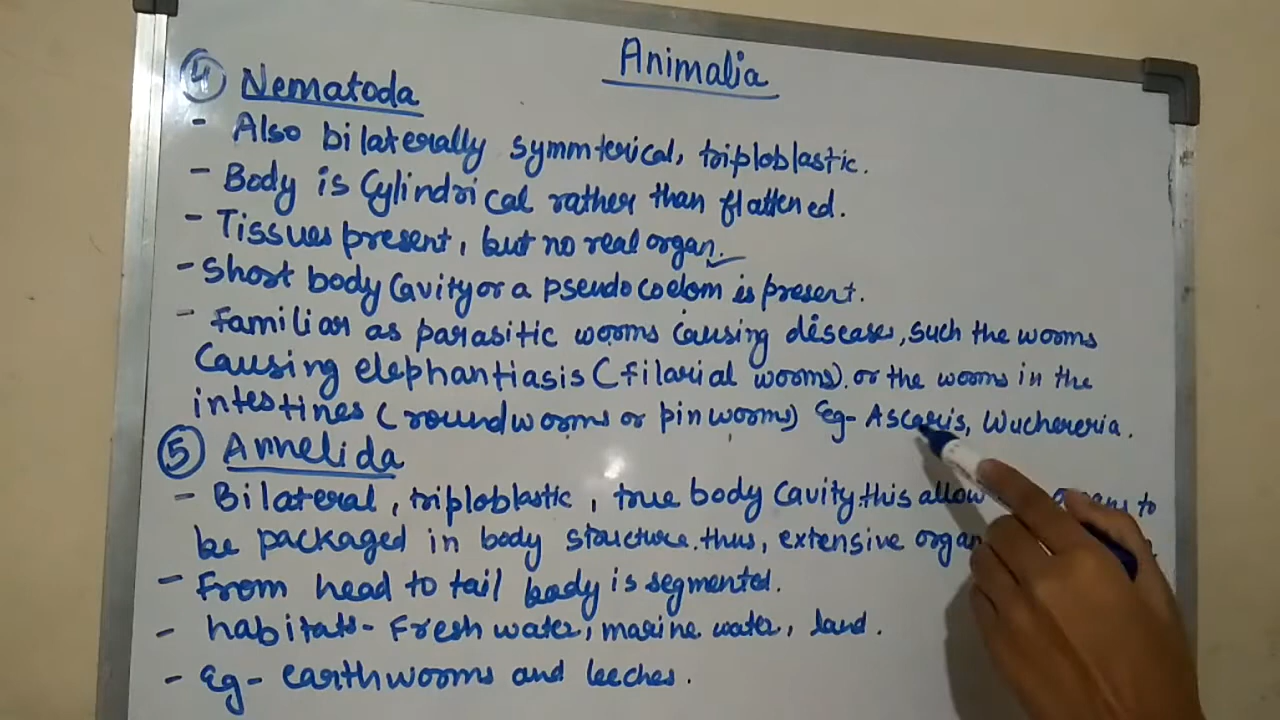 Animalia
④ Nematoda
- Also bilaterally symmterical, triploblastic.
- Body is Cylindrical rather than flattened.
- Tissues present, but no real organ.
- Short body Cavity or a pseudocoelom is present.
- Familiar as parasitic worms causing diseases, such the worms
Causing elephantiasis (filarial worms). or the worms in the
intestines (roundworms or pinworms) Eg- Ascaris, Wuchereria.
⑤ Annelida
- Bilateral, triploblastic, true body Cavity. this allow to
be packaged in body structure. thus, extensive organ
- From head to tail body is segmented.
- habitats- Fresh water, marine water, land.
- Eg- earthworms and leeches.